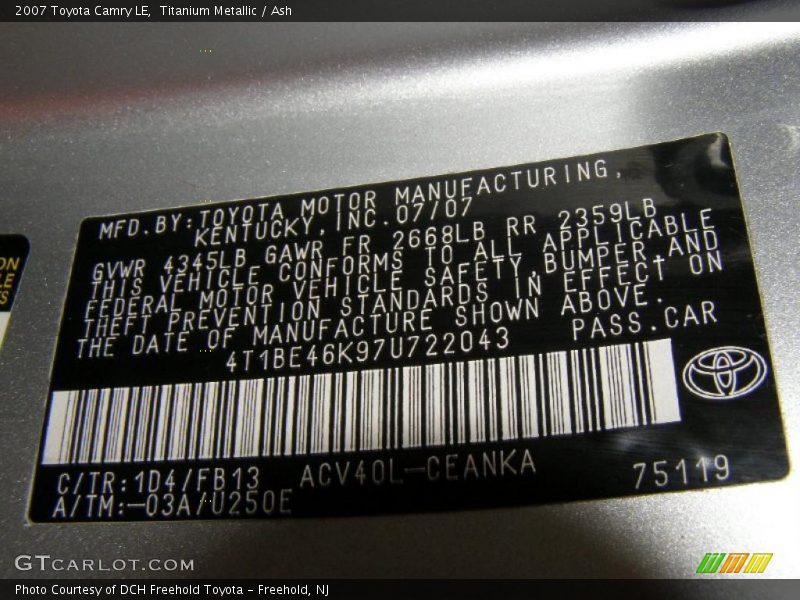 2007 Toyota Camry LE, Titanium Metallic / Ash
MFD.BY:TOYOTA MOTOR MANUFACTURING,
KENTUCKY,INC.07/07
GVWR 4345LB GAWR FR 2668LB RR 2359LB
THIS VEHICLE CONFORMS TO ALL APPLICABLE
FEDERAL MOTOR VEHICLE SAFETY,BUMPER,AND
THEFT PREVENTION STANDARDS IN EFFECT ON
THE DATE OF MANUFACTURE SHOWN ABOVE.
4T1BE46K97U722043 PASS.CAR
C/TR:1D4/FB13 ACV40L-CEANKA
A/TM:-03A/U250E 75119
GTCARLOT.COM
Photo Courtesy of DCH Freehold Toyota - Freehold, NJ